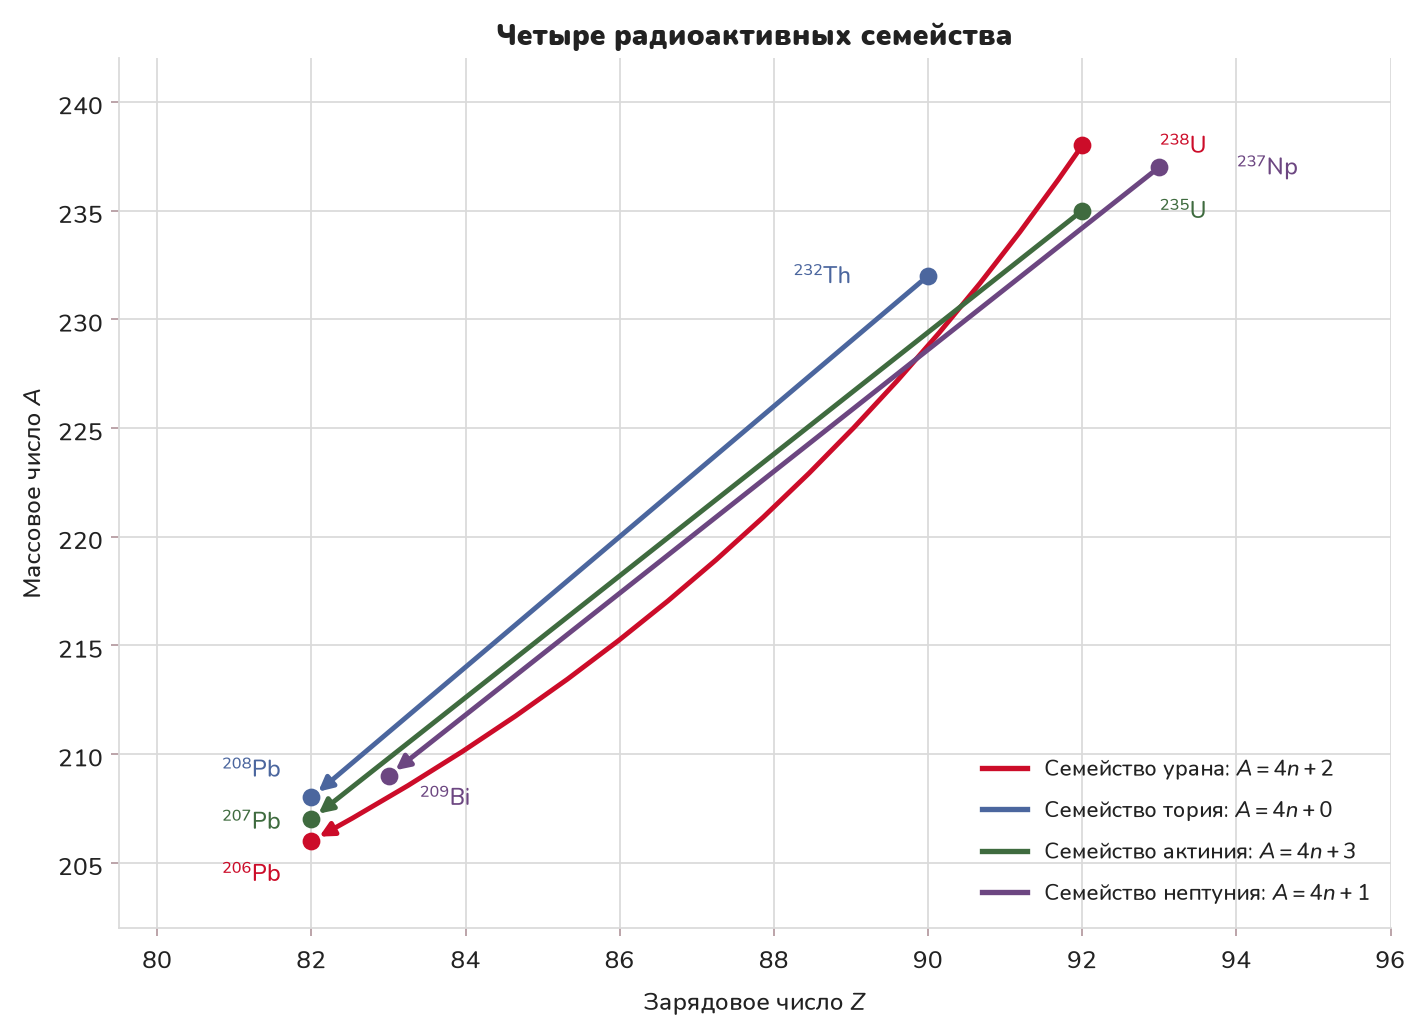 Четыре радиоактивных семейства
Массовое число A
240
235
230
225
220
215
210
205
²³⁸U
²³⁷Np
²³⁵U
²³²Th
²⁰⁸Pb
²⁰⁹Bi
²⁰⁷Pb
²⁰⁶Pb
Семейство урана: A = 4n + 2
Семейство тория: A = 4n + 0
Семейство актиния: A = 4n + 3
Семейство нептуния: A = 4n + 1
80 82 84 86 88 90 92 94 96
Зарядовое число Z